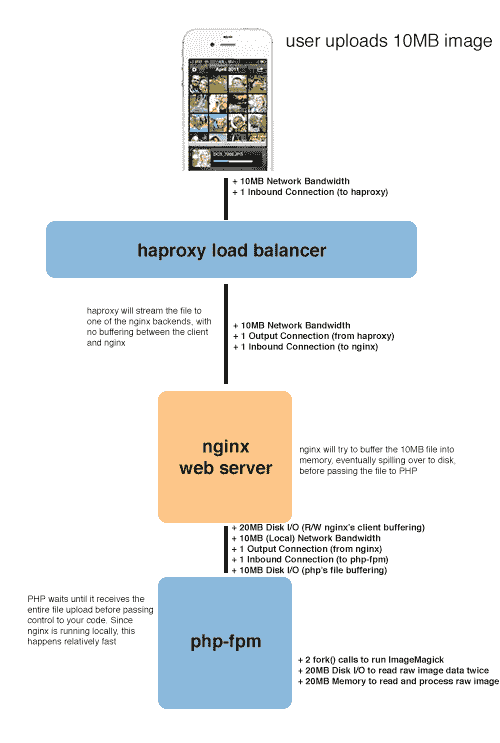 user uploads 10MB image
April 2011
+ 10MB Network Bandwidth
+ 1 Inbound Connection (to haproxy)
haproxy load balancer
haproxy will stream the file to
one of the nginx backends, with
no buffering between the client
and nginx
+ 10MB Network Bandwidth
+ 1 Output Connection (from haproxy)
+ 1 Inbound Connection (to nginx)
nginx
web server
nginx will try to buffer the 10MB file into
memory, eventually spilling over to disk,
before passing the file to PHP
+ 20MB Disk I/O (R/W nginx's client buffering)
+ 10MB (Local) Network Bandwidth
+ 1 Output Connection (from nginx)
+ 1 Inbound Connection (to php-fpm)
+ 10MB Disk I/O (php's file buffering)
PHP waits until it receives the
entire file upload before passing
control to your code. Since
nginx is running locally, this
happens relatively fast
php-fpm
+ 2 fork() calls to run ImageMagick
+ 20MB Disk I/O to read raw image data twice
+ 20MB Memory to read and process raw image